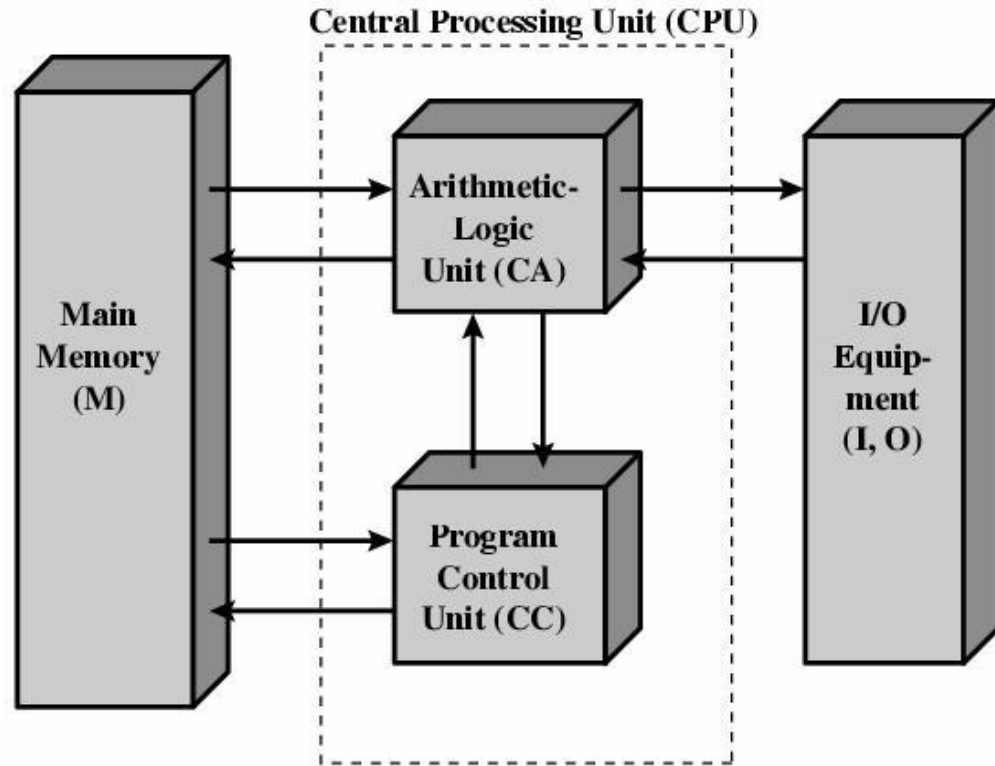 Central Processing Unit (CPU)
Main
Memory
(M)
Arithmetic-
Logic
Unit (CA)
Program
Control
Unit (CC)
I/O
Equip-
ment
(I, O)